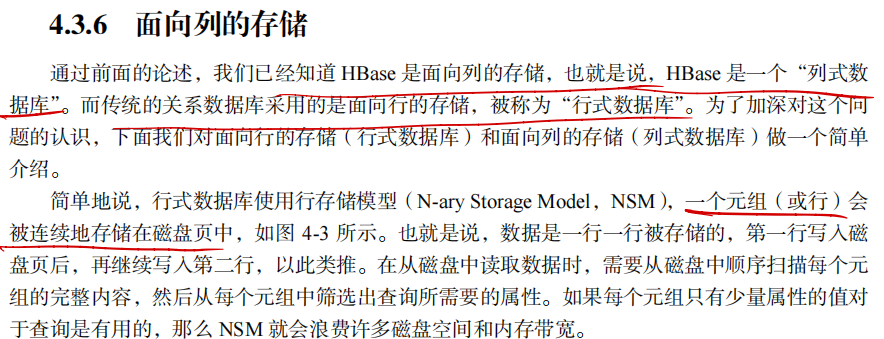 4.3.6 面向列的存储
通过前面的论述，我们已经知道 HBase 是面向列的存储，也就是说，HBase 是一个“列式数
据库”。而传统的关系数据库采用的是面向行的存储，被称为“行式数据库”。为了加深对这个问
题的认识，下面我们对面向行的存储（行式数据库）和面向列的存储（列式数据库）做一个简单
介绍。
简单地说，行式数据库使用行存储模型（N-ary Storage Model，NSM），一个元组（或行）会
被连续地存储在磁盘页中，如图 4-3 所示。也就是说，数据是一行一行被存储的，第一行写入磁
盘页后，再继续写入第二行，以此类推。在从磁盘中读取数据时，需要从磁盘中顺序扫描每个元
组的完整内容，然后从每个元组中筛选出查询所需要的属性。如果每个元组只有少量属性的值对
于查询是有用的，那么 NSM 就会浪费许多磁盘空间和内存带宽。